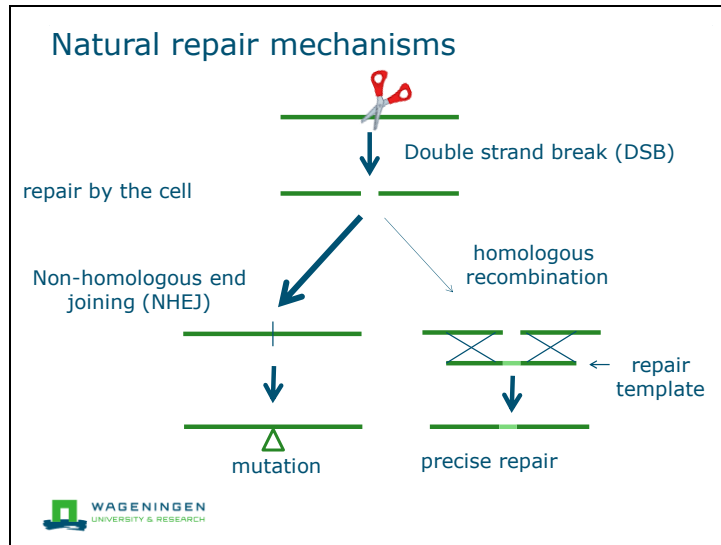 Natural repair mechanisms
Double strand break (DSB)
repair by the cell
homologous
recombination
Non-homologous end
joining (NHEJ)
repair
template
mutation
precise repair
WAGENINGEN
UNIVERSITY & RESEARCH